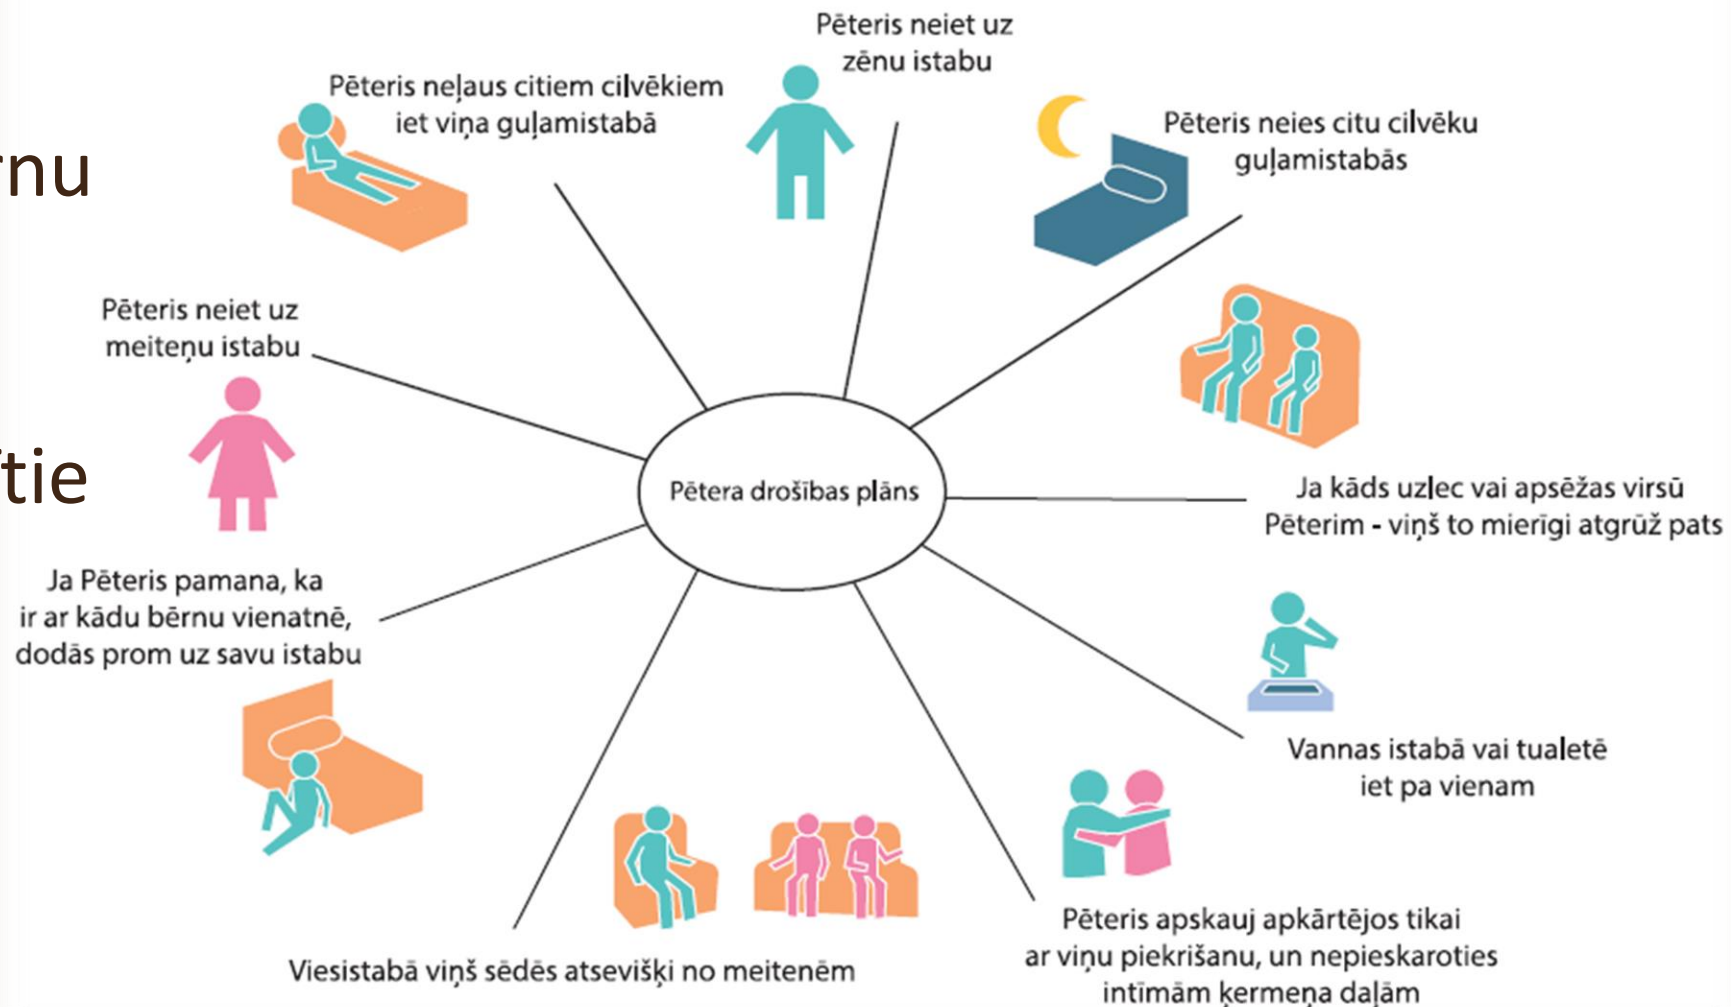 Pēteris neiet uz
zēnu istabu
Pēteris neļaus citiem cilvēkiem
iet viņa guļamistabā
Pēteris neies citu cilvēku
guļamistabās
rnu
Pēteris neiet uz
meiteņu istabu
tie
Pētera drošības plāns
Ja kāds uzlec vai apsēžas virsū
Pēterim - viņš to mierīgi atgrūž pats
Ja Pēteris pamana, ka
ir ar kādu bērnu vienatnē,
dodās prom uz savu istabu
Vannas istabā vai tualetē
iet pa vienam
Pēteris apskauj apkārtējos tikai
ar viņu piekrišanu, un nepieskaroties
intīmām ķermeņa daļām
Viesistabā viņš sēdēs atsevišķi no meitenēm